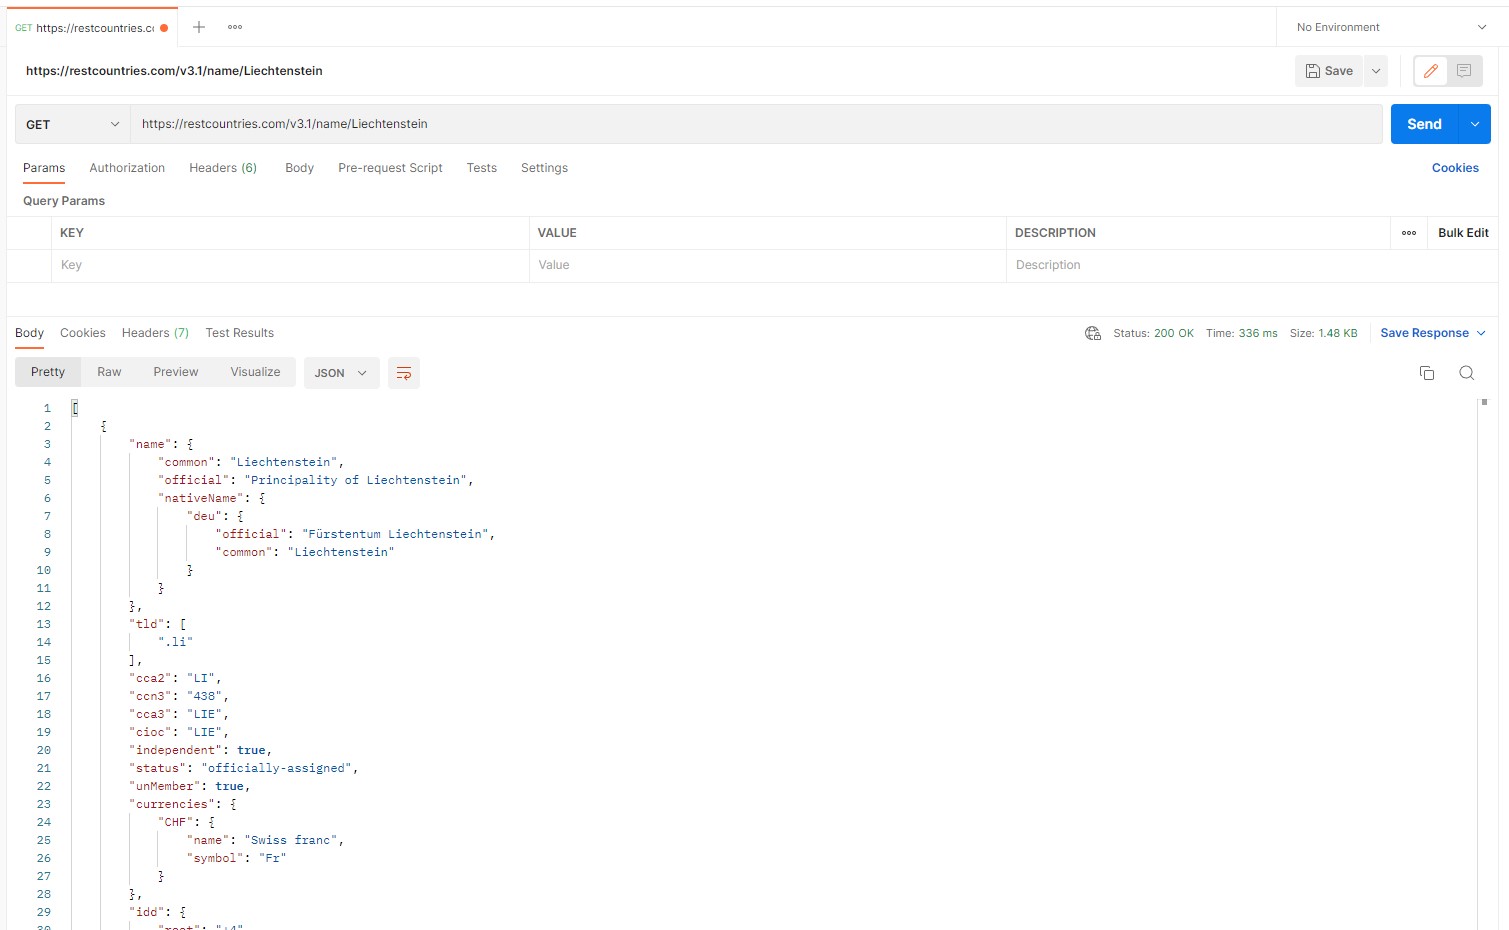 GET https://restcountries.co No Environment
https://restcountries.com/v3.1/name/Liechtenstein Save
GET https://restcountries.com/v3.1/name/Liechtenstein Send
Params Authorization Headers (6) Body Pre-request Script Tests Settings Cookies
Query Params
KEY VALUE DESCRIPTION Bulk Edit
Key Value Description
Body Cookies Headers (7) Test Results Status: 200 OK Time: 336 ms Size: 1.48 KB Save Response
Pretty Raw Preview Visualize JSON
1 [
2 {
3 "name": {
4 "common": "Liechtenstein",
5 "official": "Principality of Liechtenstein",
6 "nativeName": {
7 "deu": {
8 "official": "Fürstentum Liechtenstein",
9 "common": "Liechtenstein"
10 }
11 }
12 },
13 "tld": [
14 ".li"
15 ],
16 "cca2": "LI",
17 "ccn3": "438",
18 "cca3": "LIE",
19 "cioc": "LIE",
20 "independent": true,
21 "status": "officially-assigned",
22 "unMember": true,
23 "currencies": {
24 "CHF": {
25 "name": "Swiss franc",
26 "symbol": "Fr"
27 }
28 },
29 "idd": {
30 "root": "+4"